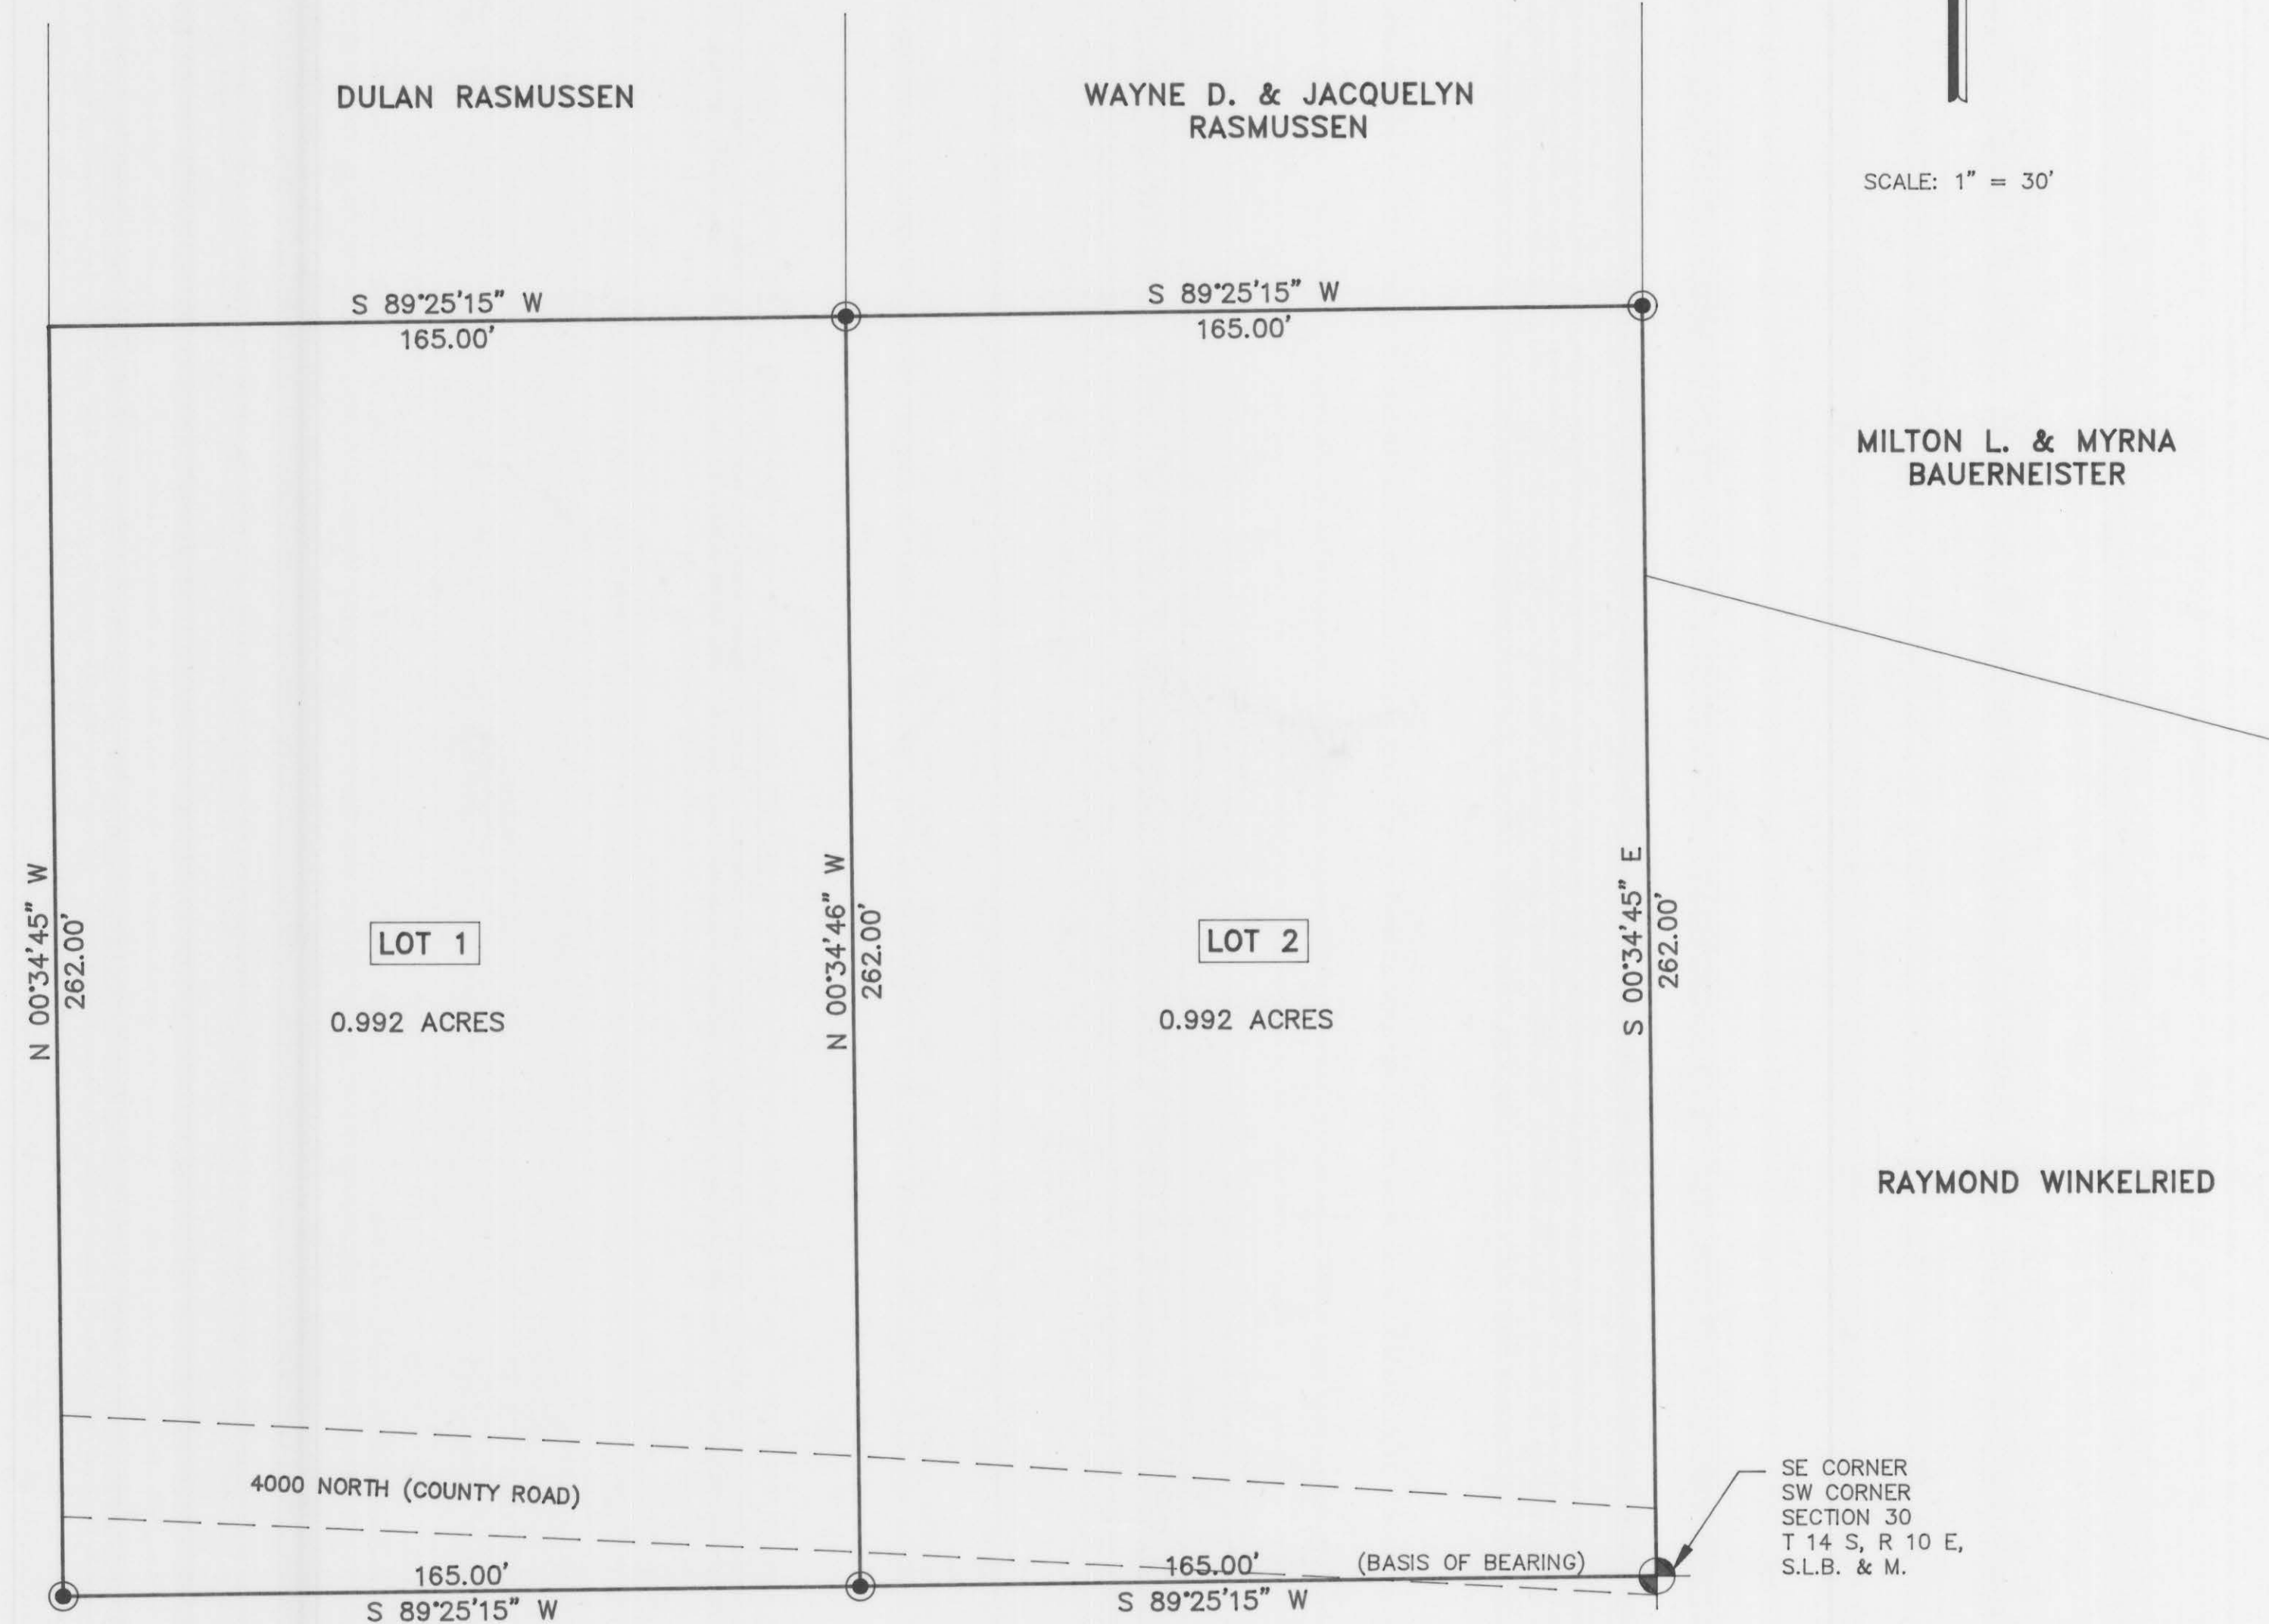 DULAN RASMUSSEN
WAYNE D. & JACQUELYN
RASMUSSEN
SCALE: 1" = 30'
S 89°25'15" W
165.00'
S 89°25'15" W
165.00'
MILTON L. & MYRNA
BAUERNEISTER
N 00°34'45" W
262.00'
LOT 1
0.992 ACRES
N 00°34'46" W
262.00'
LOT 2
0.992 ACRES
S 00°34'45" E
262.00'
RAYMOND WINKELRIED
4000 NORTH (COUNTY ROAD)
165.00'
S 89°25'15" W
165.00'
(BASIS OF BEARING)
S 89°25'15" W
SE CORNER
SW CORNER
SECTION 30
T 14 S, R 10 E,
S.L.B. & M.